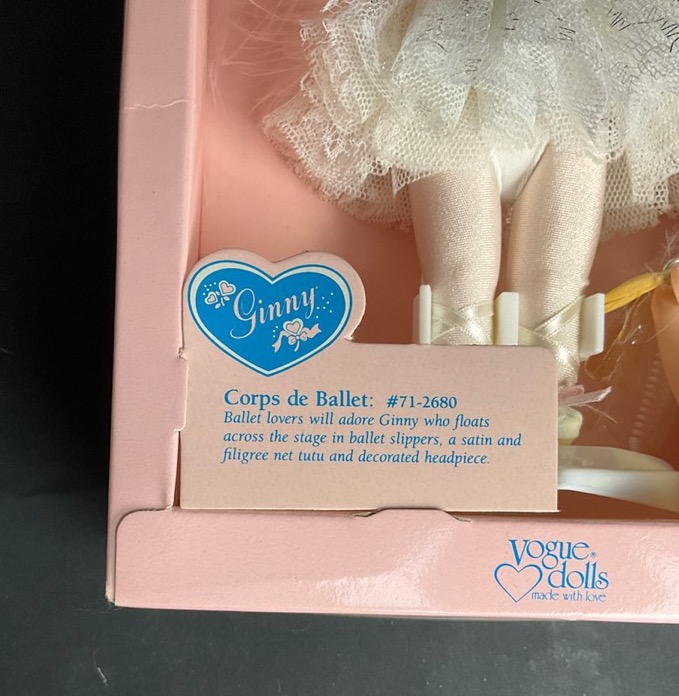 Ginny
Corps de Ballet: #71-2680
Ballet lovers will adore Ginny who floats
across the stage in ballet slippers, a satin and
filigree net tutu and decorated headpiece.
Vogue®
dolls
made with love